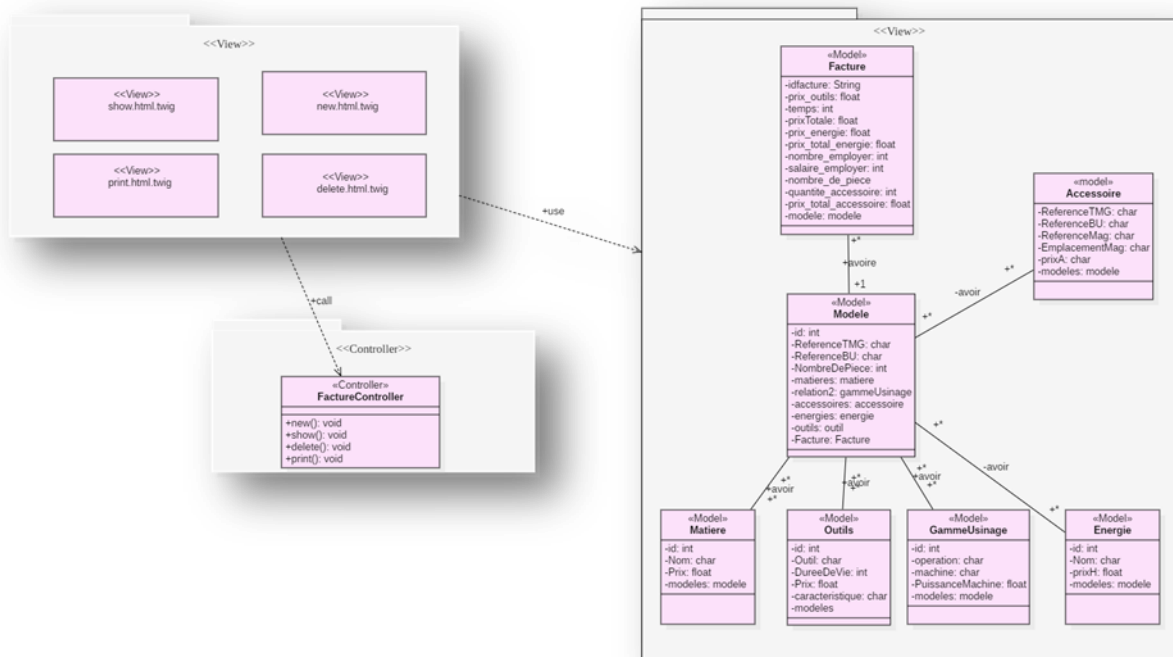 <<View>>
<<View>>
show.html.twig
<<View>>
new.html.twig
<<View>>
print.html.twig
<<View>>
delete.html.twig
+use
+call
<<Controller>>
«Controller»
FactureController
+new(): void
+show(): void
+delete(): void
+print(): void
<<View>>
«Model»
Facture
-idfacture: String
-prix_outils: float
-temps: int
-prixTotale: float
-prix_energie: float
-prix_total_energie: float
-nombre_employer: int
-salaire_employer: int
-nombre_de_piece
-quantite_accessoire: int
-prix_total_accessoire: float
-modele: modele
+*
+avoire
+1
«model»
Accessoire
-ReferenceTMG: char
-ReferenceBU: char
-ReferenceMag: char
-EmplacementMag: char
-prixA: char
-modeles: modele
+*
-avoir
+*
«Model»
Modele
-id: int
-ReferenceTMG: char
-ReferenceBU: char
-NombreDePiece: int
-matieres: matiere
-relation2: gammeUsinage
-accessoires: accessoire
-energies: energie
-outils: outil
-Facture: Facture
+*
-avoir
+*
+*
+avoir
+*
+*
+avoir
+*
+*
+avoir
+*
«Model»
Matiere
-id: int
-Nom: char
-Prix: float
-modeles: modele
«Model»
Outils
-id: int
-Outil: char
-DureeDeVie: int
-Prix: float
-caracteristique: char
-modeles
«Model»
GammeUsinage
-id: int
-operation: char
-machine: char
-PuissanceMachine: float
-modeles: modele
«Model»
Energie
-id: int
-Nom: char
-prixH: float
-modeles: modele